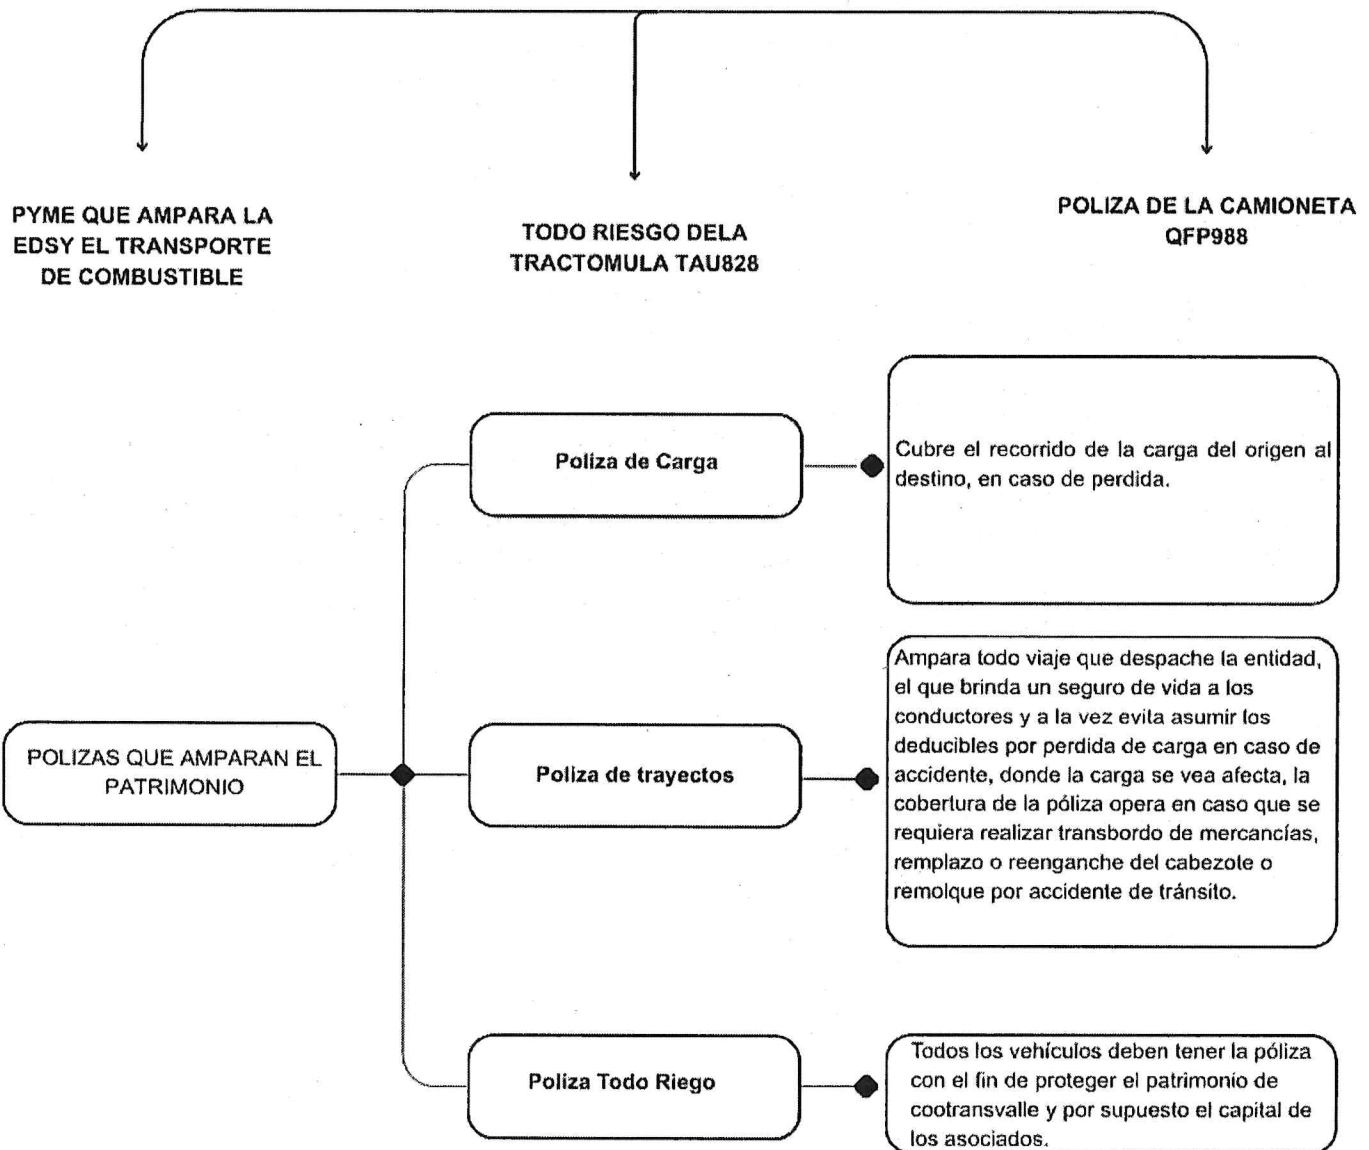 PYME QUE AMPARA LA
EDSY EL TRANSPORTE
DE COMBUSTIBLE
TODO RIESGO DELA
TRACTOMULA TAU828
POLIZA DE LA CAMIONETA
QFP988
POLIZAS QUE AMPARAN EL
PATRIMONIO
Poliza de Carga
Cubre el recorrido de la carga del origen al
destino, en caso de perdida.
Poliza de trayectos
Ampara todo viaje que despache la entidad,
el que brinda un seguro de vida a los
conductores y a la vez evita asumir los
deducibles por perdida de carga en caso de
accidente, donde la carga se vea afecta, la
cobertura de la póliza opera en caso que se
requiera realizar transbordo de mercancías,
remplazo o reenganche del cabezote o
remolque por accidente de tránsito.
Poliza Todo Riego
Todos los vehículos deben tener la póliza
con el fin de proteger el patrimonio de
cootransvalle y por supuesto el capital de
los asociados.